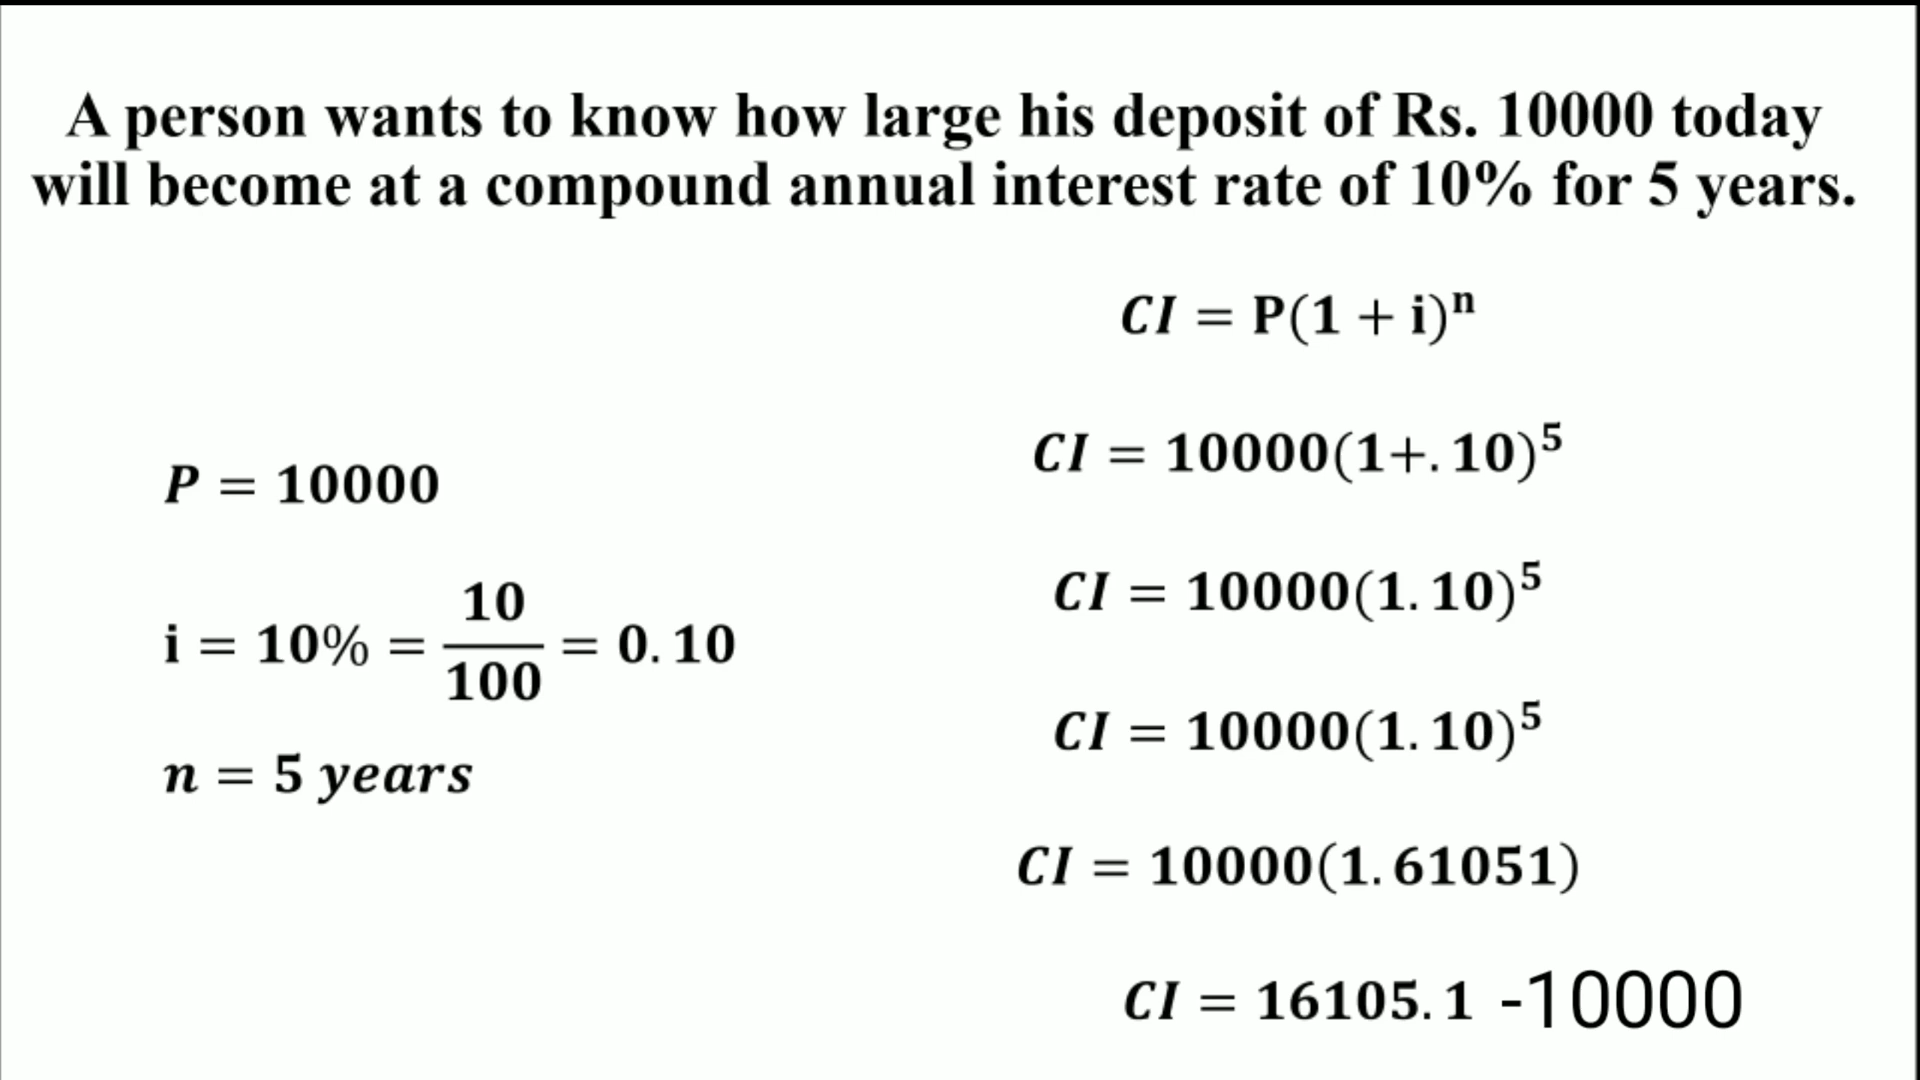 A person wants to know how large his deposit of Rs. 10000 today
will become at a compound annual interest rate of 10% for 5 years.
P = 10000
i = 10% = 10/100 = 0.10
n = 5 years
CI = P(1 + i)^n
CI = 10000(1+.10)^5
CI = 10000(1.10)^5
CI = 10000(1.10)^5
CI = 10000(1.61051)
CI = 16105.1 -10000